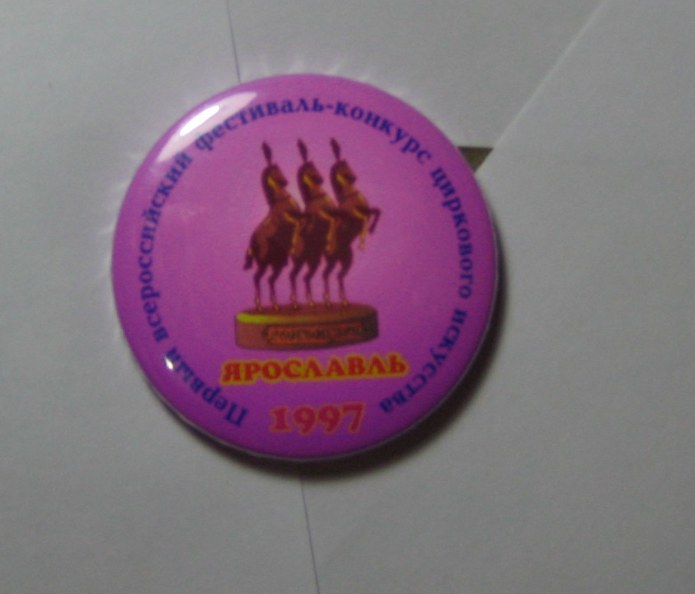 Первый всероссийский фестиваль-конкурс циркового искусства
ЯРОСЛАВЛЬ
1997